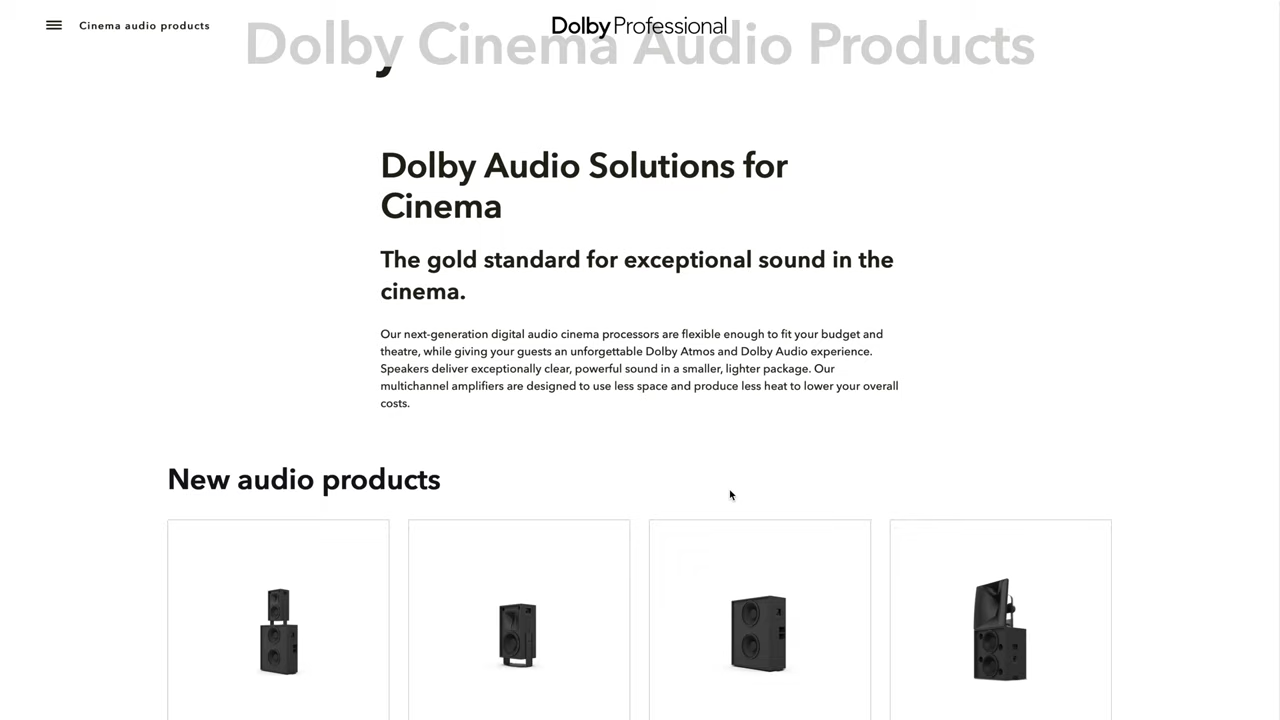 Cinema audio products
Dolby Professional
Dolby Cinema Audio Products
Dolby Audio Solutions for
Cinema
The gold standard for exceptional sound in the
cinema.
Our next-generation digital audio cinema processors are flexible enough to fit your budget and
theatre, while giving your guests an unforgettable Dolby Atmos and Dolby Audio experience.
Speakers deliver exceptionally clear, powerful sound in a smaller, lighter package. Our
multichannel amplifiers are designed to use less space and produce less heat to lower your overall
costs.
New audio products